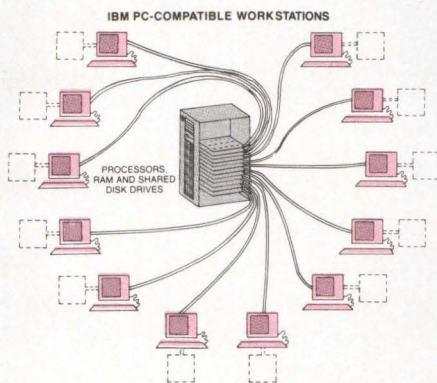 IBM PC-COMPATIBLE WORKSTATIONS
PROCESSORS,
RAM AND SHARED
DISK DRIVES